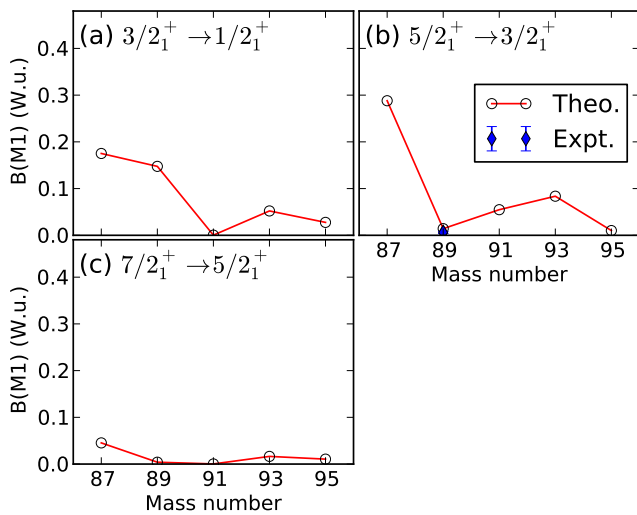 (a) 3/2₁⁺ →1/2₁⁺
B(M1) (W.u.)
0.4
0.3
0.2
0.1
0.0
(b) 5/2₁⁺ →3/2₁⁺
Theo.
Expt.
87 89 91 93 95
Mass number
(c) 7/2₁⁺ →5/2₁⁺
B(M1) (W.u.)
0.4
0.3
0.2
0.1
0.0
87 89 91 93 95
Mass number